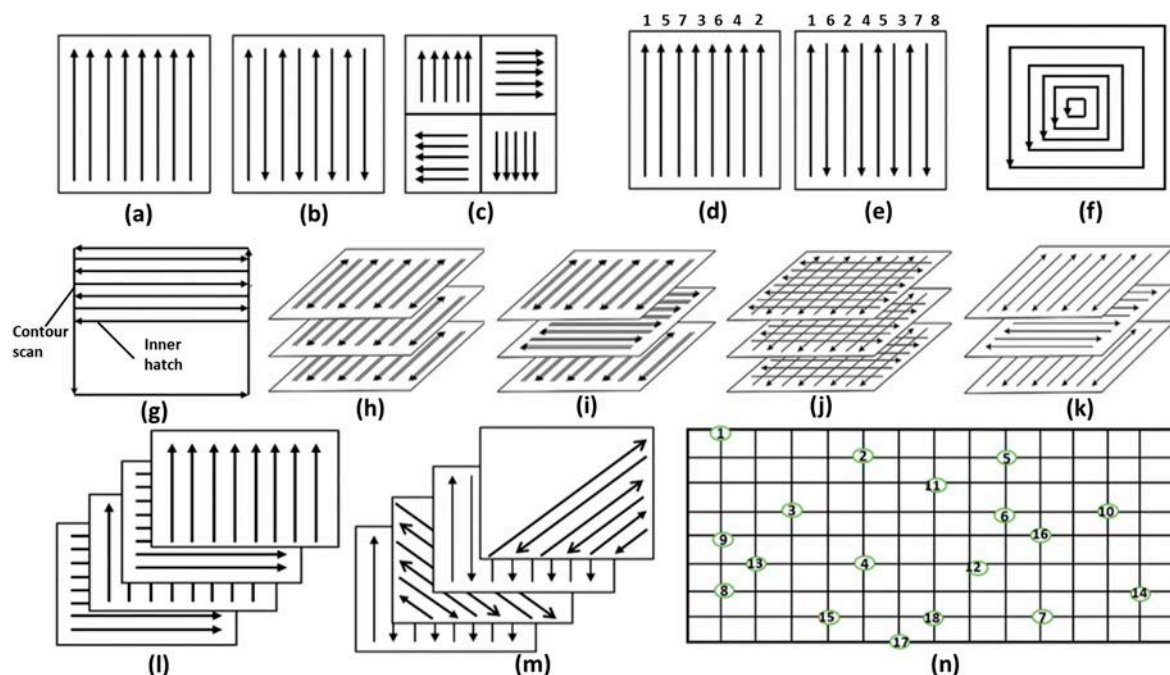 1 5 7 3 6 4 2
1 6 2 4 5 3 7 8
(a)
(b)
(c)
(d)
(e)
(f)
Contour
scan
Inner
hatch
(g)
(h)
(i)
(j)
(k)
(l)
(m)
1
2
5
11
3
6
10
9
16
13
4
12
8
14
15
18
7
17
(n)